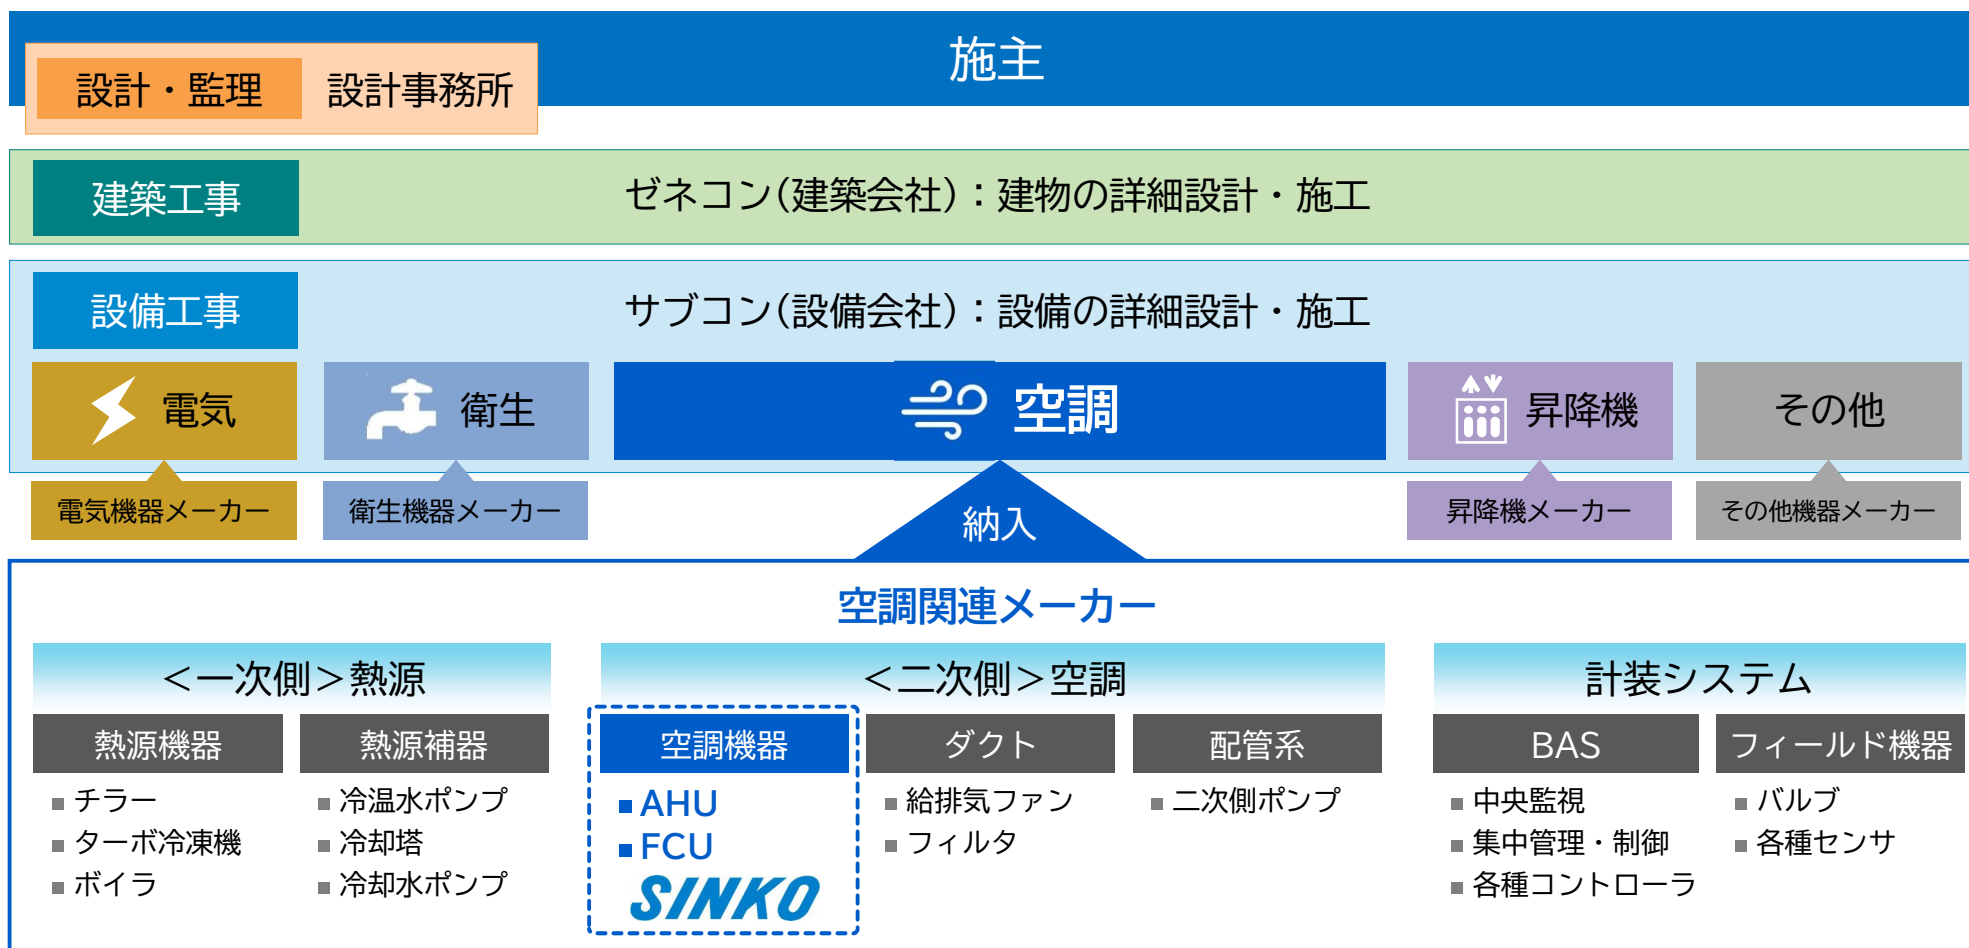 施主
設計・監理 設計事務所
建築工事 ゼネコン(建築会社)：建物の詳細設計・施工
設備工事 サブコン(設備会社)：設備の詳細設計・施工
電気 衛生 空調 昇降機 その他
電気機器メーカー 衛生機器メーカー 納入 昇降機メーカー その他機器メーカー
空調関連メーカー
＜一次側＞熱源
熱源機器
チラー
ターボ冷凍機
ボイラ
熱源補器
冷温水ポンプ
冷却塔
冷却水ポンプ
＜二次側＞空調
空調機器
AHU
FCU
SINKO
ダクト
給排気ファン
フィルタ
配管系
二次側ポンプ
計装システム
BAS
中央監視
集中管理・制御
各種コントローラ
フィールド機器
バルブ
各種センサ